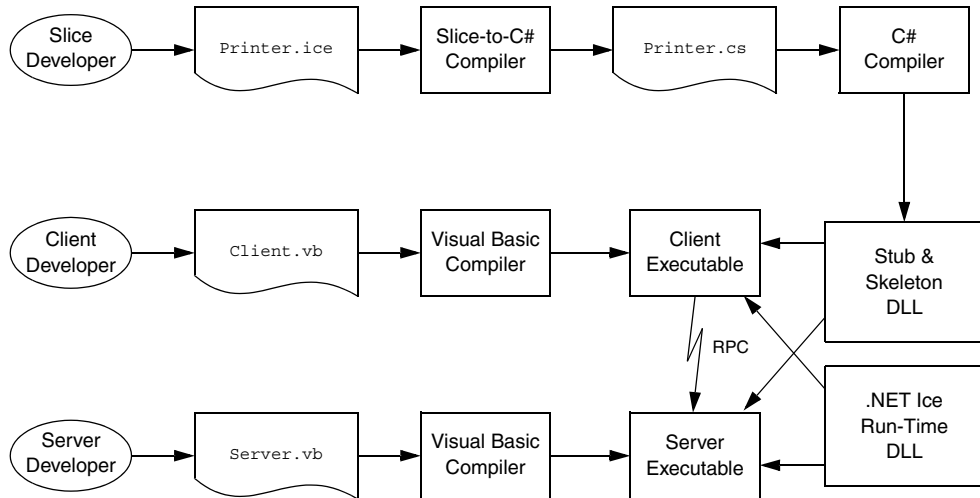 Slice
Developer
Printer.ice
Slice-to-C#
Compiler
Printer.cs
C#
Compiler
Client
Developer
Client.vb
Visual Basic
Compiler
Client
Executable
Stub &
Skeleton
DLL
RPC
Server
Developer
Server.vb
Visual Basic
Compiler
Server
Executable
.NET Ice
Run-Time
DLL